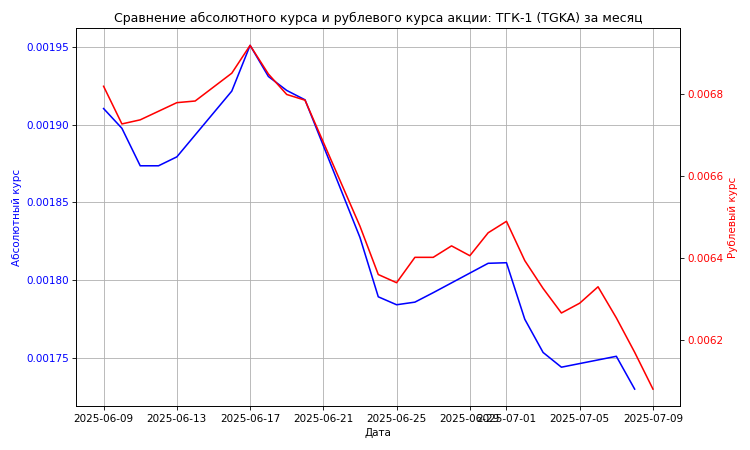 Сравнение абсолютного курса и рублевого курса акции: ТГК-1 (TGKA) за месяц
Абсолютный курс
0.00195
0.00190
0.00185
0.00180
0.00175
0.0068
0.0066
0.0064
0.0062
Рублевый курс
2025-06-09 2025-06-13 2025-06-17 2025-06-21 2025-06-25 2025-06-29 2025-07-01 2025-07-05 2025-07-09
Дата